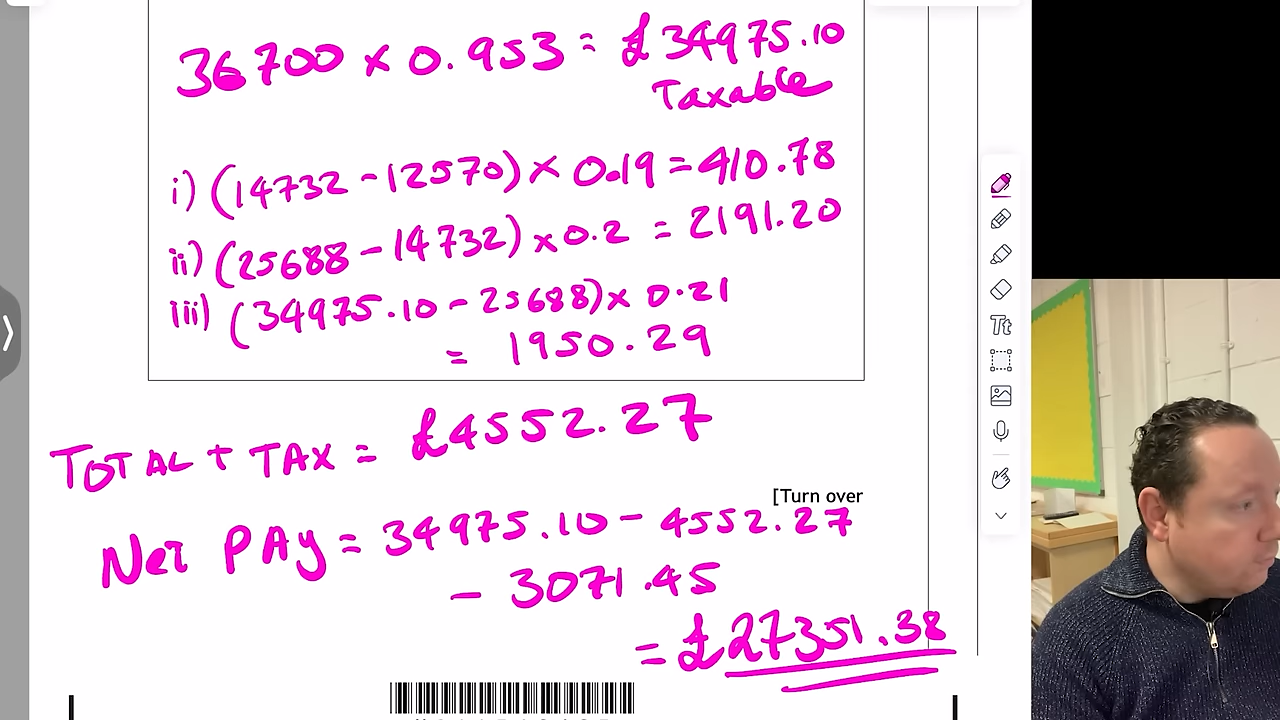 36700 × 0.953 = £34975.10
Taxable
i) (14732 - 12570) × 0.19 = 410.78
ii) (25688 - 14732) × 0.2 = 2191.20
iii) (34975.10 - 25688) × 0.21
= 1950.29
TOTAL + TAX = £4552.27
[Turn over
Net PAy = 34975.10 - 4552.27
- 3071.45
= £27351.38
Tt